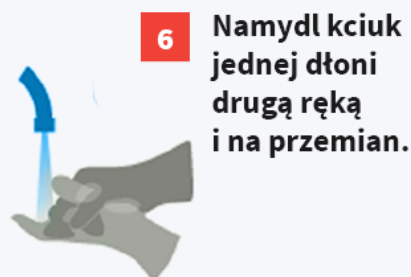 6
Namydl kciuk
jednej dłoni
drugą ręką
i na przemian.